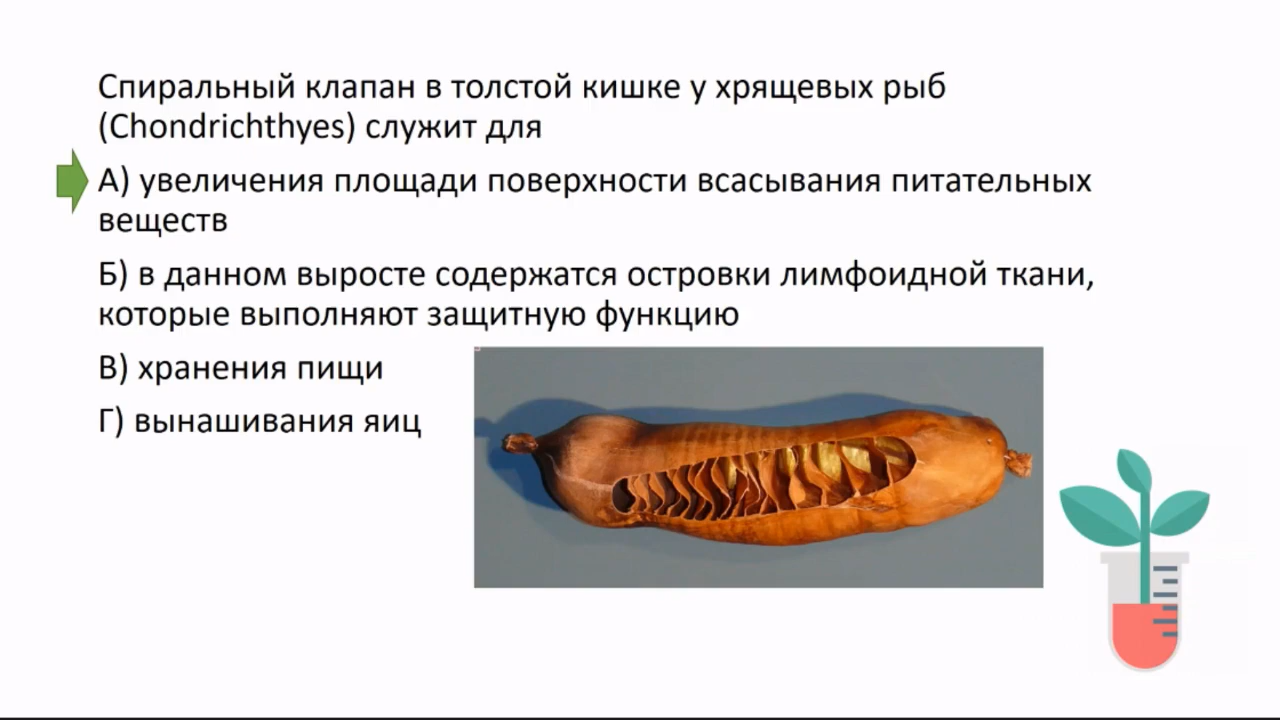 Спиральный клапан в толстой кишке у хрящевых рыб
(Chondrichthyes) служит для
А) увеличения площади поверхности всасывания питательных
веществ
Б) в данном выросте содержатся островки лимфоидной ткани,
которые выполняют защитную функцию
В) хранения пищи
Г) вынашивания яиц